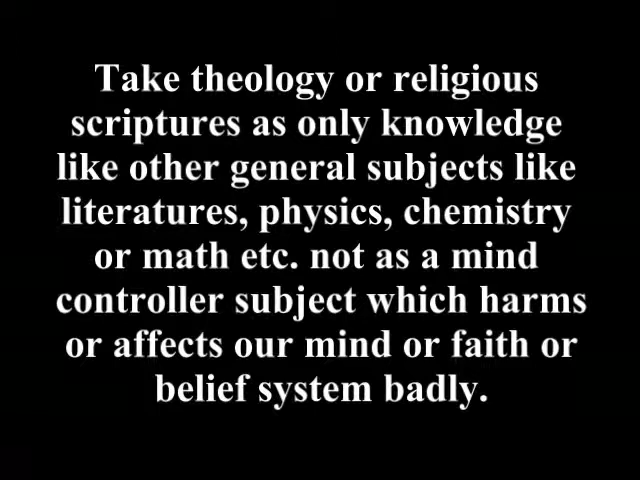 Take theology or religious
scriptures as only knowledge
like other general subjects like
literatures, physics, chemistry
or math etc. not as a mind
controller subject which harms
or affects our mind or faith or
belief system badly.